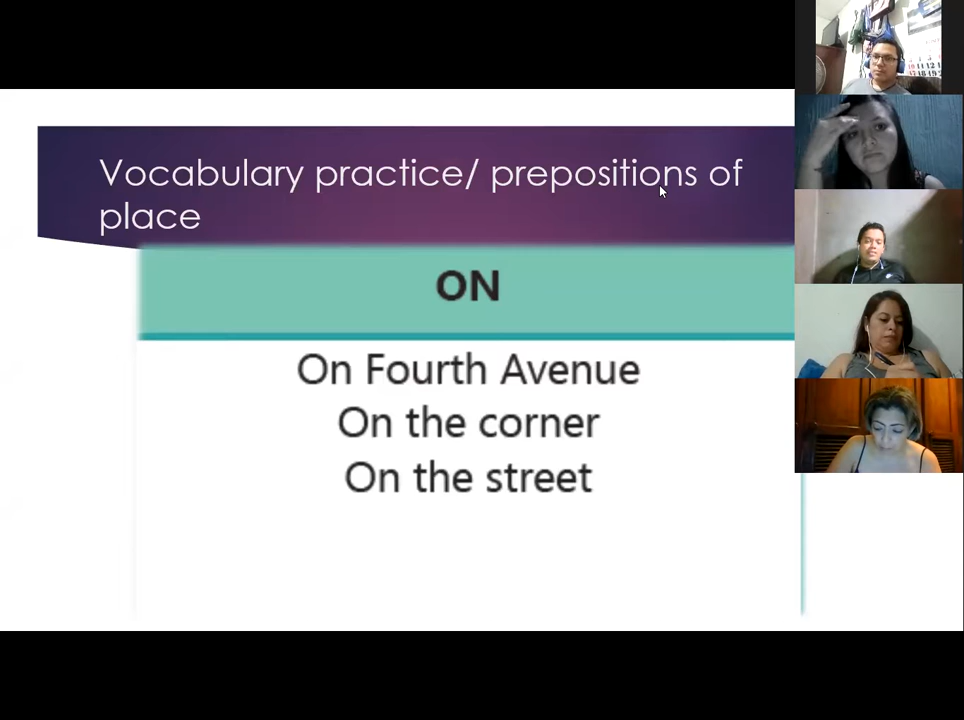 Vocabulary practice/ prepositions of
place
ON
On Fourth Avenue
On the corner
On the street